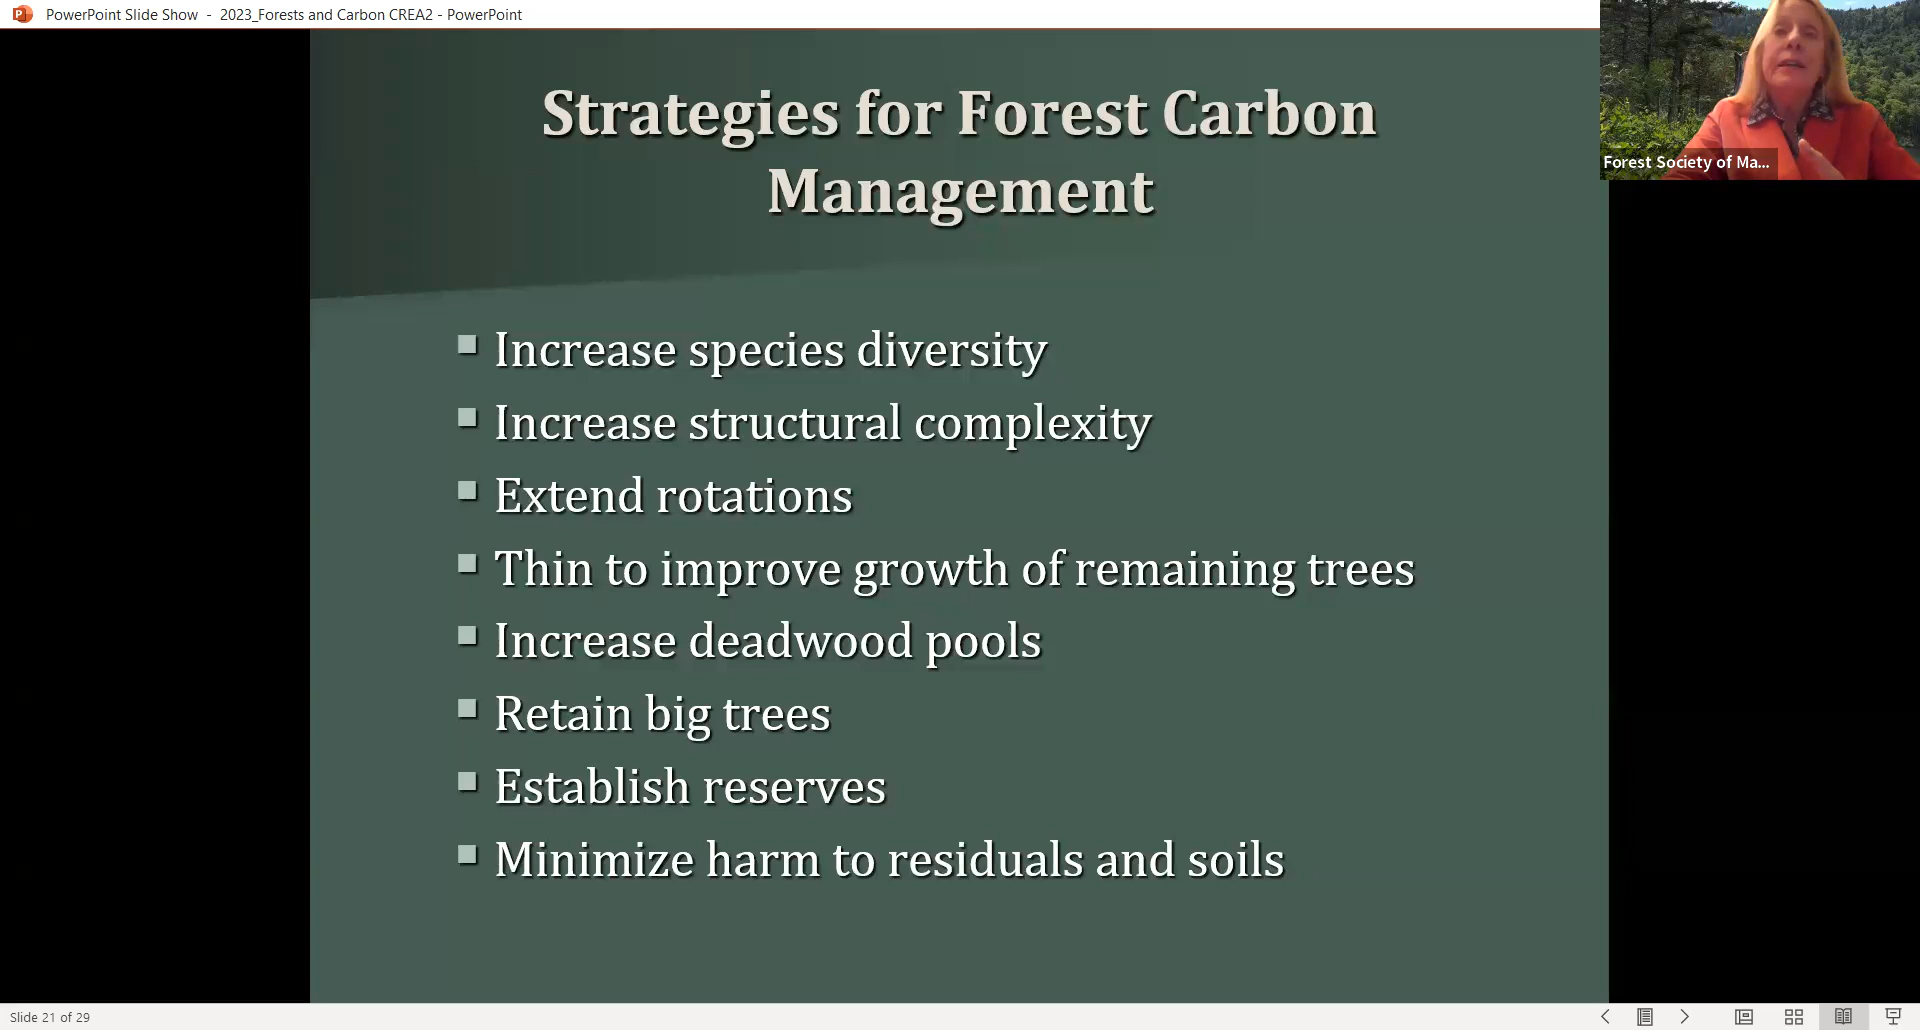 PowerPoint Slide Show - 2023_Forests and Carbon CREA2 - PowerPoint
Forest Society of Ma...
Strategies for Forest Carbon
Management
Increase species diversity
Increase structural complexity
Extend rotations
Thin to improve growth of remaining trees
Increase deadwood pools
Retain big trees
Establish reserves
Minimize harm to residuals and soils
Slide 21 of 29